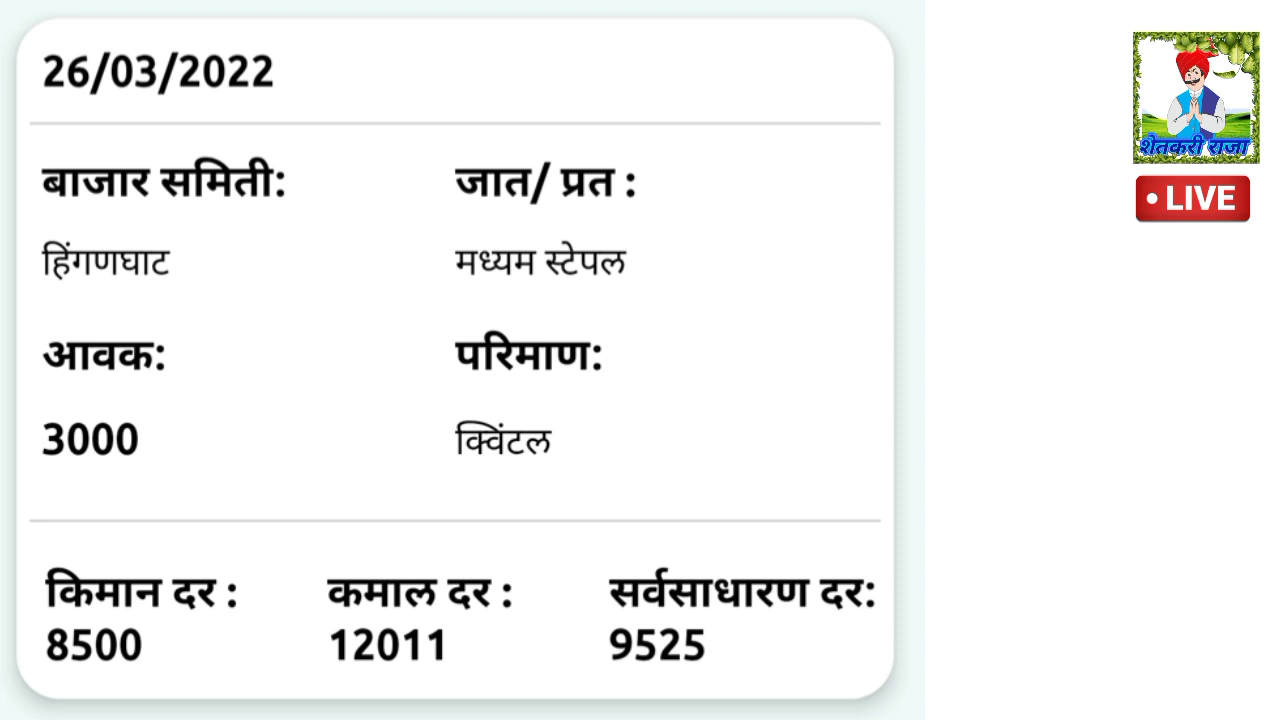 26/03/2022
बाजार समिती: जात/ प्रत :
हिंगणघाट मध्यम स्टेपल
आवक: परिमाण:
3000 क्विंटल
किमान दर : कमाल दर : सर्वसाधारण दर:
8500 12011 9525
शेतकरी राजा
• LIVE